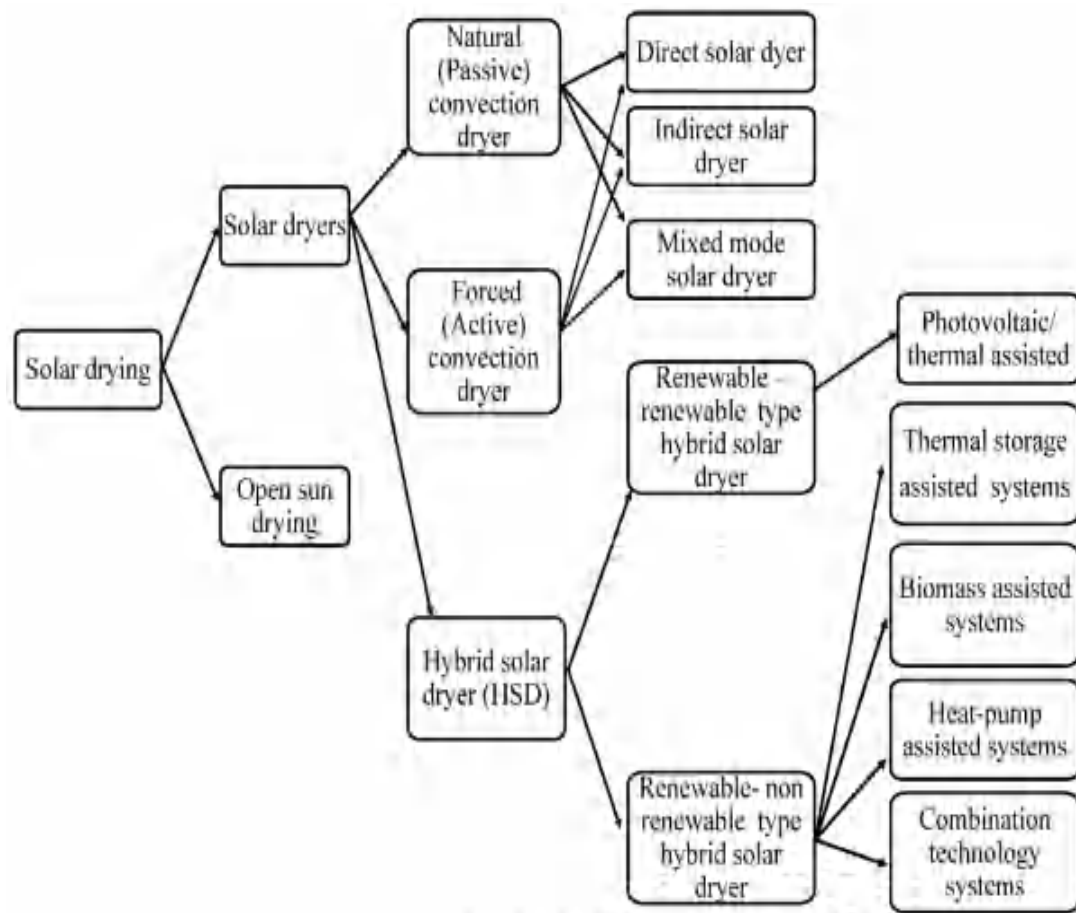 Natural
(Passive)
convection
dryer
Direct solar dyer
Indirect solar
dryer
Solar dryers
Mixed mode
solar dryer
Forced
(Active)
convection
dryer
Photovoltaic/
thermal assisted
Solar drying
Renewable –
renewable type
hybrid solar
dryer
Thermal storage
assisted systems
Open sun
drying
Biomass assisted
systems
Hybrid solar
dryer (HSD)
Heat-pump
assisted systems
Renewable- non
renewable type
hybrid solar
dryer
Combination
technology
systems